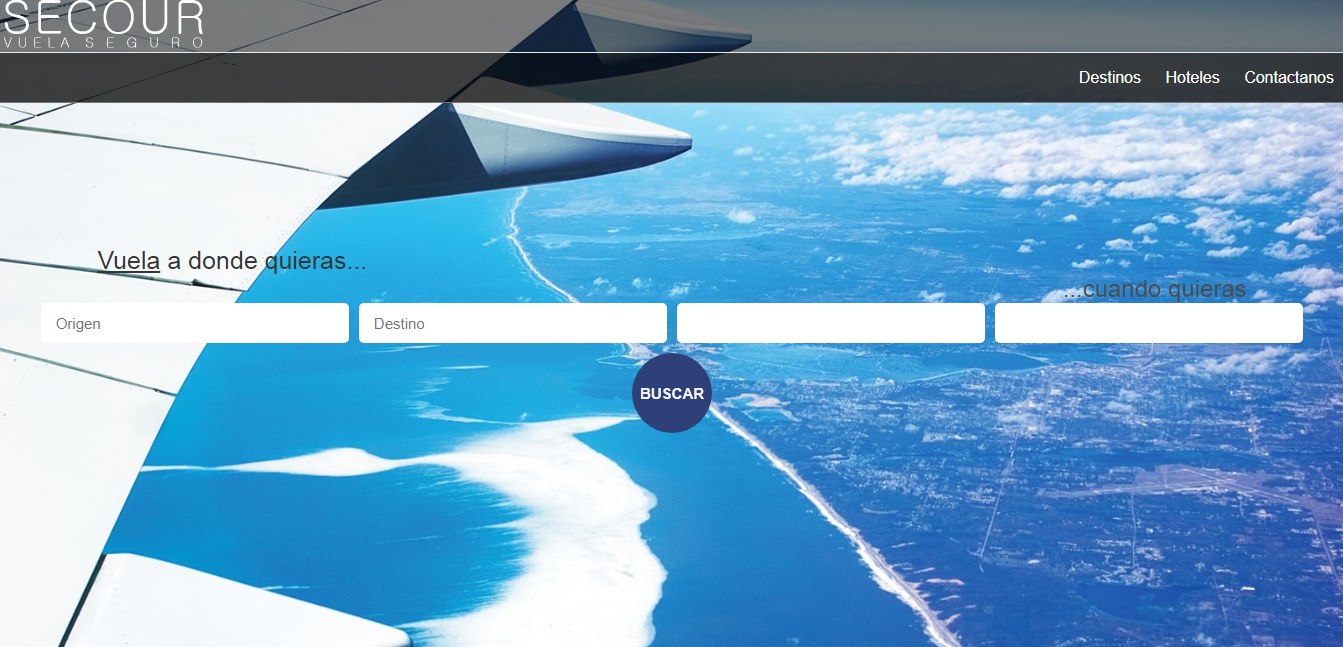 SECOUR
VUELA SEGURO
Destinos Hoteles Contactanos
Vuela a donde quieras...
...cuando quieras
Origen Destino
BUSCAR